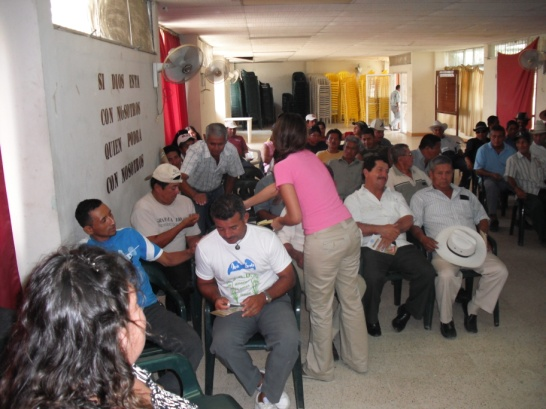 SI DIOS ESTA
CON NOSOTROS
QUIEN PODRA
CON NOSOTROS